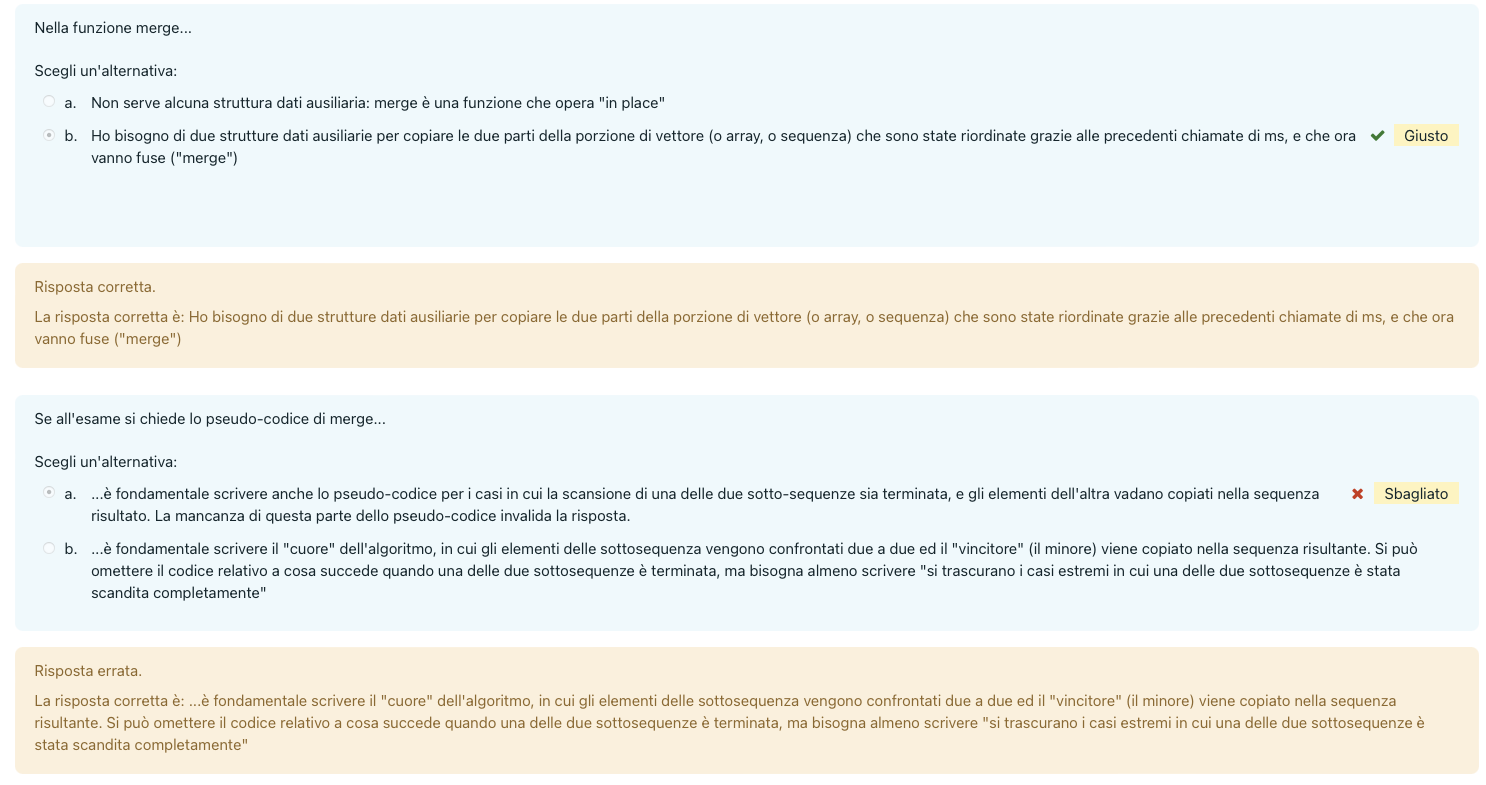 Nella funzione merge...
Scegli un'alternativa:
a. Non serve alcuna struttura dati ausiliaria: merge è una funzione che opera "in place"
b. Ho bisogno di due strutture dati ausiliarie per copiare le due parti della porzione di vettore (o array, o sequenza) che sono state riordinate grazie alle precedenti chiamate di ms, e che ora Giusto
vanno fuse ("merge")
Risposta corretta.
La risposta corretta è: Ho bisogno di due strutture dati ausiliarie per copiare le due parti della porzione di vettore (o array, o sequenza) che sono state riordinate grazie alle precedenti chiamate di ms, e che ora
vanno fuse ("merge")
Se all'esame si chiede lo pseudo-codice di merge...
Scegli un'alternativa:
a. ...è fondamentale scrivere anche lo pseudo-codice per i casi in cui la scansione di una delle due sotto-sequenze sia terminata, e gli elementi dell'altra vadano copiati nella sequenza Sbagliato
risultato. La mancanza di questa parte dello pseudo-codice invalida la risposta.
b. ...è fondamentale scrivere il "cuore" dell'algoritmo, in cui gli elementi delle sottosequenza vengono confrontati due a due ed il "vincitore" (il minore) viene copiato nella sequenza risultante. Si può
omettere il codice relativo a cosa succede quando una delle due sottosequenze è terminata, ma bisogna almeno scrivere "si trascurano i casi estremi in cui una delle due sottosequenze è stata
scandita completamente"
Risposta errata.
La risposta corretta è: ...è fondamentale scrivere il "cuore" dell'algoritmo, in cui gli elementi delle sottosequenza vengono confrontati due a due ed il "vincitore" (il minore) viene copiato nella sequenza
risultante. Si può omettere il codice relativo a cosa succede quando una delle due sottosequenze è terminata, ma bisogna almeno scrivere "si trascurano i casi estremi in cui una delle due sottosequenze è
stata scandita completamente"